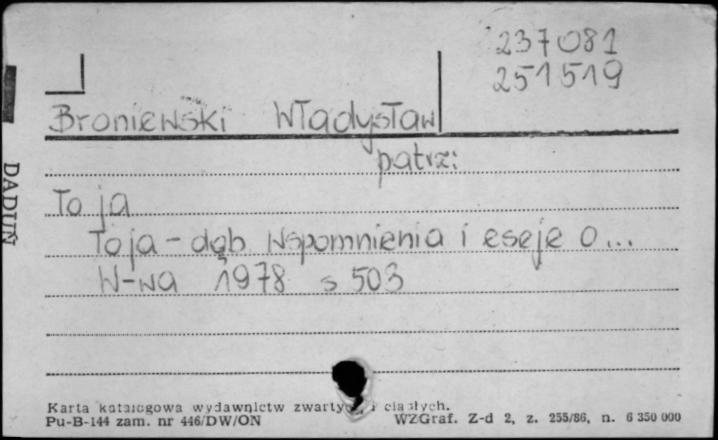 237081
251519
Broniewski Władysław
patrz:
To ja
To ja - dąb. Wspomnienia i eseje o...
W-wa 1978 s 503
DADUŃ
Karta katalogowa wydawnictw zwartych i ciągłych.
Pu-B-144 zam. nr 446/DW/ON WZGraf. Z-d 2, z. 255/86, n. 6 350 000